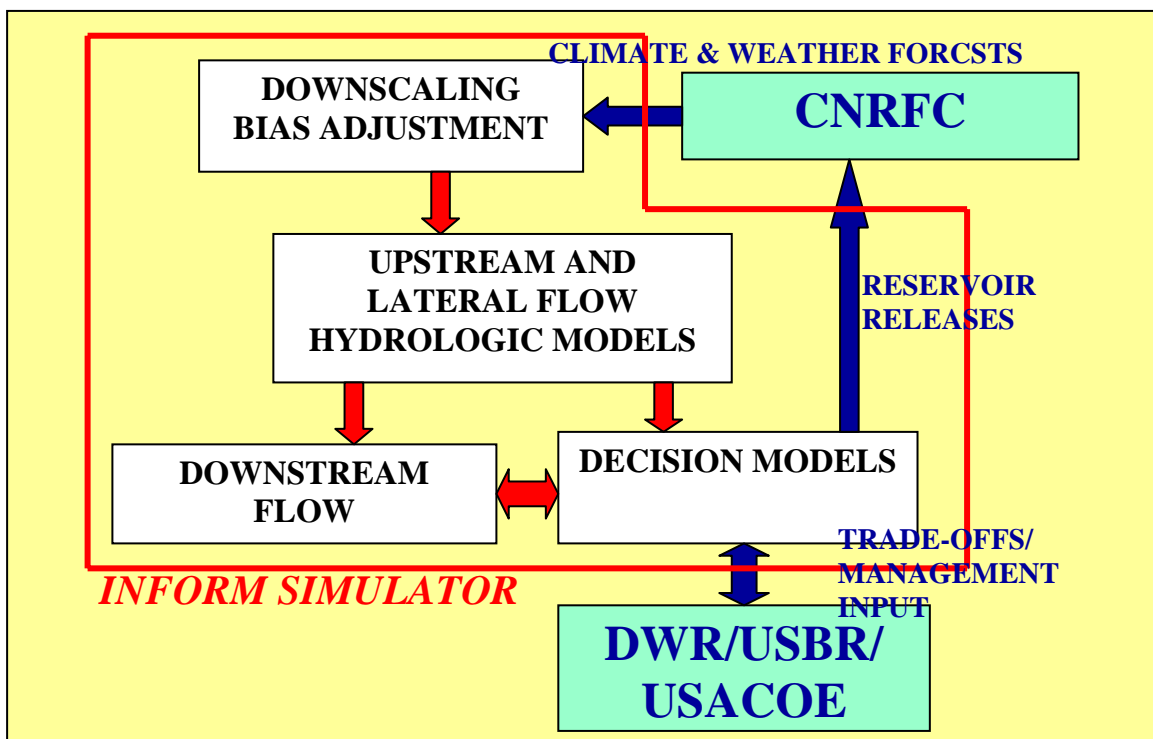 CLIMATE & WEATHER FORCSTS
DOWNSCALING
BIAS ADJUSTMENT
CNRFC
UPSTREAM AND
LATERAL FLOW
HYDROLOGIC MODELS
RESERVOIR
RELEASES
DOWNSTREAM
FLOW
DECISION MODELS
TRADE-OFFS/
MANAGEMENT
INPUT
INFORM SIMULATOR
DWR/USBR/
USACOE